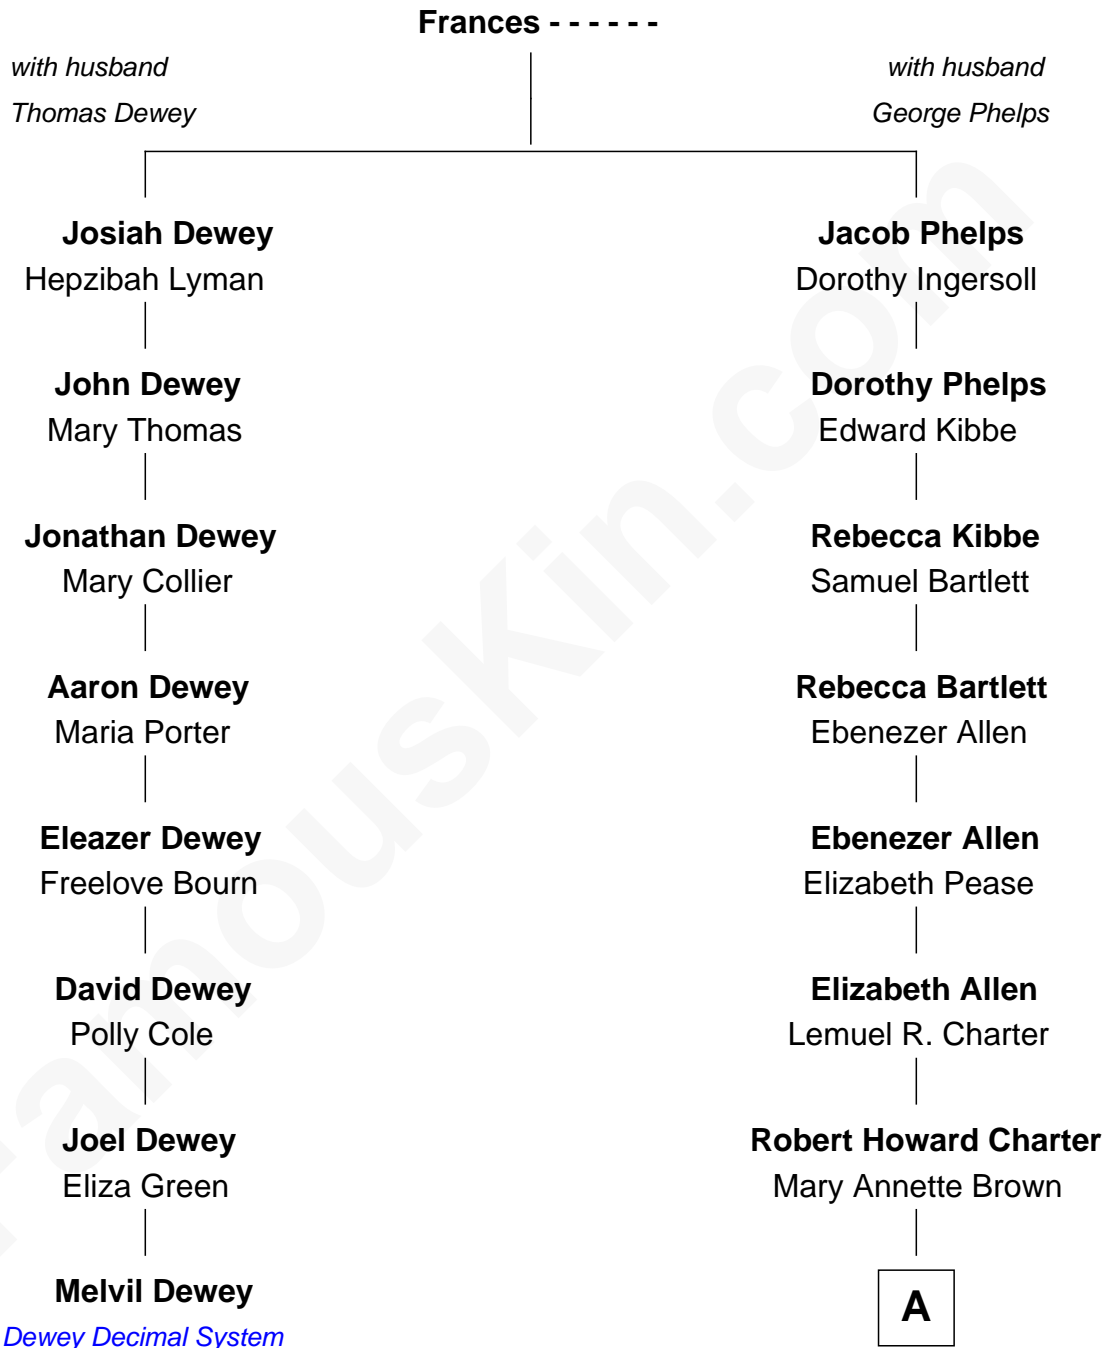 Frances - - - - - -
with husband
Thomas Dewey
with husband
George Phelps
Josiah Dewey
Hepzibah Lyman
John Dewey
Mary Thomas
Jonathan Dewey
Mary Collier
Aaron Dewey
Maria Porter
Eleazer Dewey
Freelove Bourn
David Dewey
Polly Cole
Joel Dewey
Eliza Green
Melvil Dewey
Dewey Decimal System
Jacob Phelps
Dorothy Ingersoll
Dorothy Phelps
Edward Kibbe
Rebecca Kibbe
Samuel Bartlett
Rebecca Bartlett
Ebenezer Allen
Ebenezer Allen
Elizabeth Pease
Elizabeth Allen
Lemuel R. Charter
Robert Howard Charter
Mary Annette Brown
A
FamousKin.com